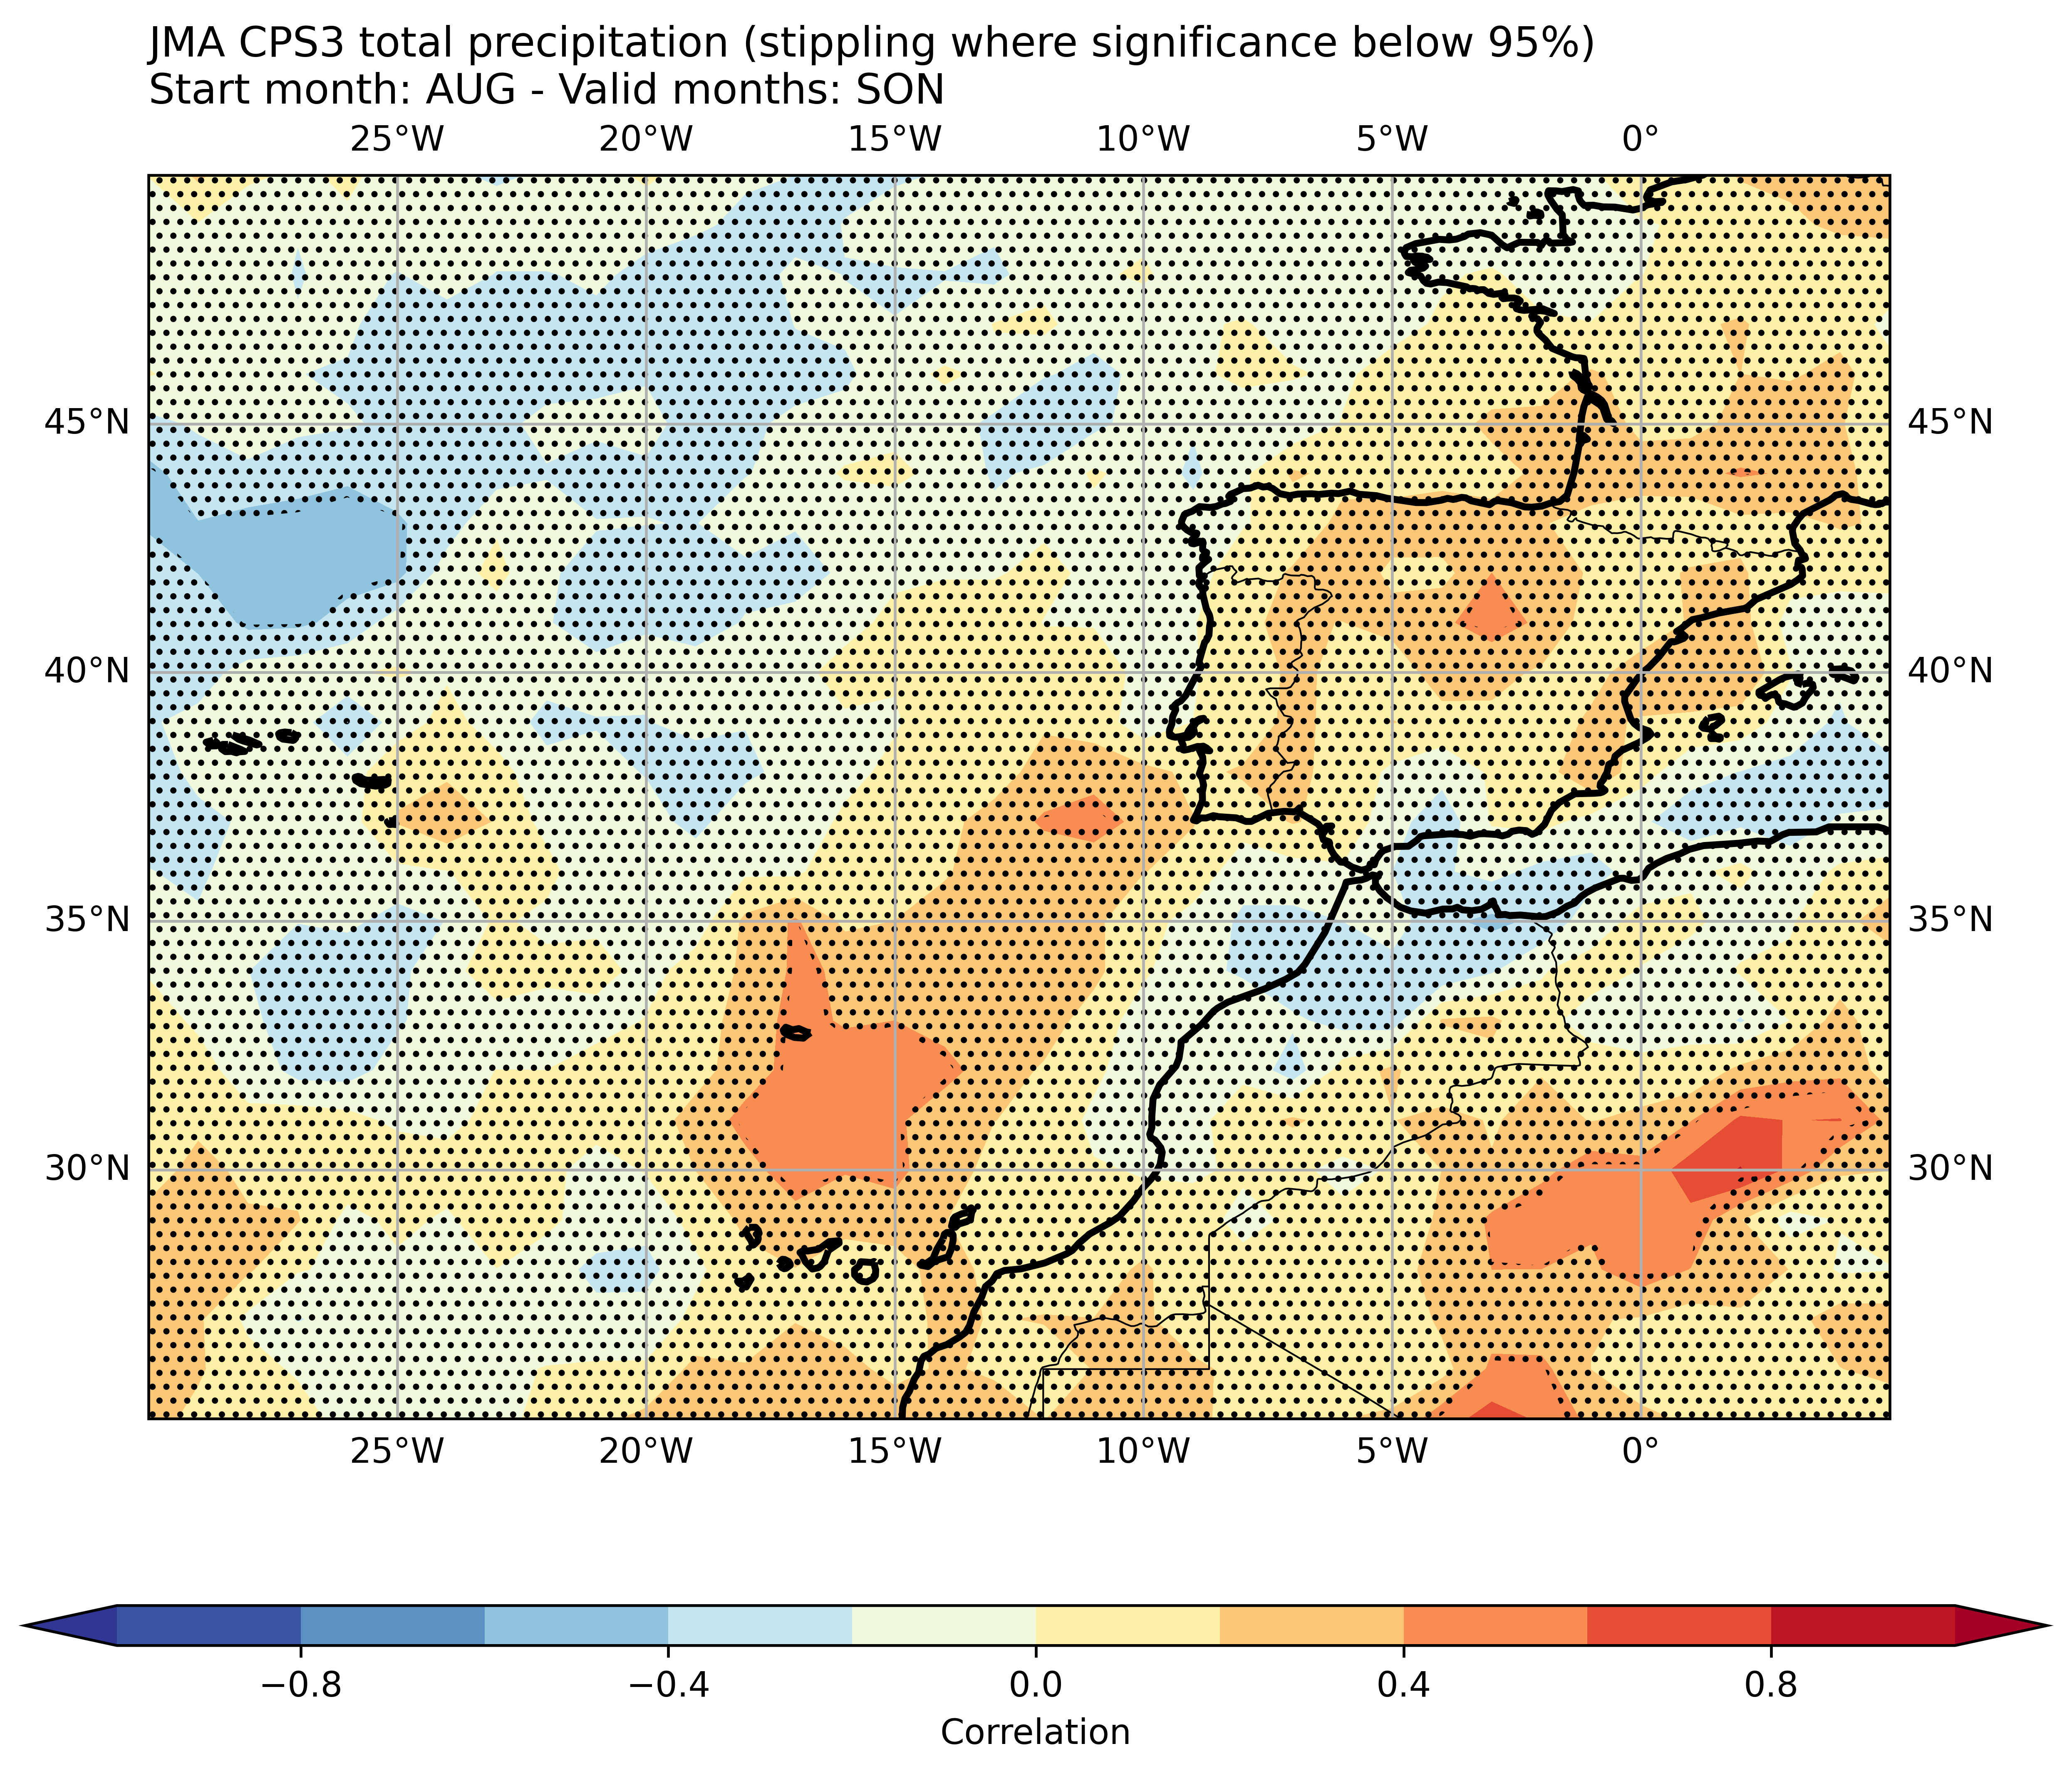 JMA CPS3 total precipitation (stippling where significance below 95%)
Start month: AUG - Valid months: SON
25°W 20°W 15°W 10°W 5°W 0°
45°N 45°N
40°N 40°N
35°N 35°N
30°N 30°N
25°W 20°W 15°W 10°W 5°W 0°
−0.8 −0.4 0.0 0.4 0.8
Correlation